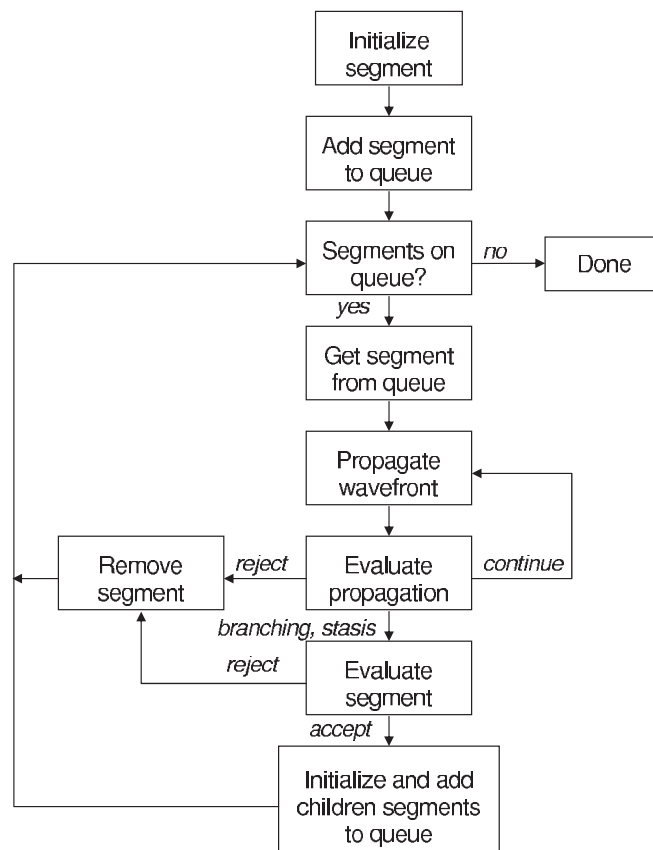 Initialize
segment
Add segment
to queue
Segments on
queue?
no
Done
yes
Get segment
from queue
Propagate
wavefront
Remove
segment
reject
Evaluate
propagation
continue
branching, stasis
reject
Evaluate
segment
accept
Initialize and add
children segments
to queue